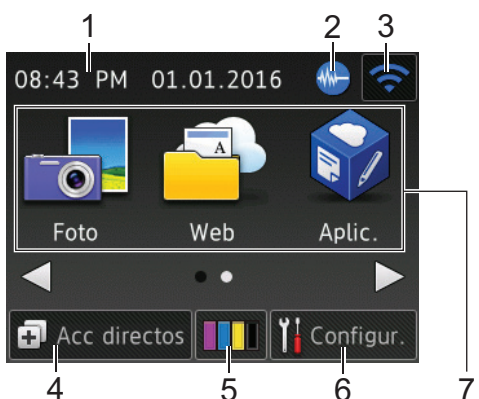 1 2 3
08:43 PM 01.01.2016
A
Foto Web Aplic.
Acc directos Configur.
4 5 6 7